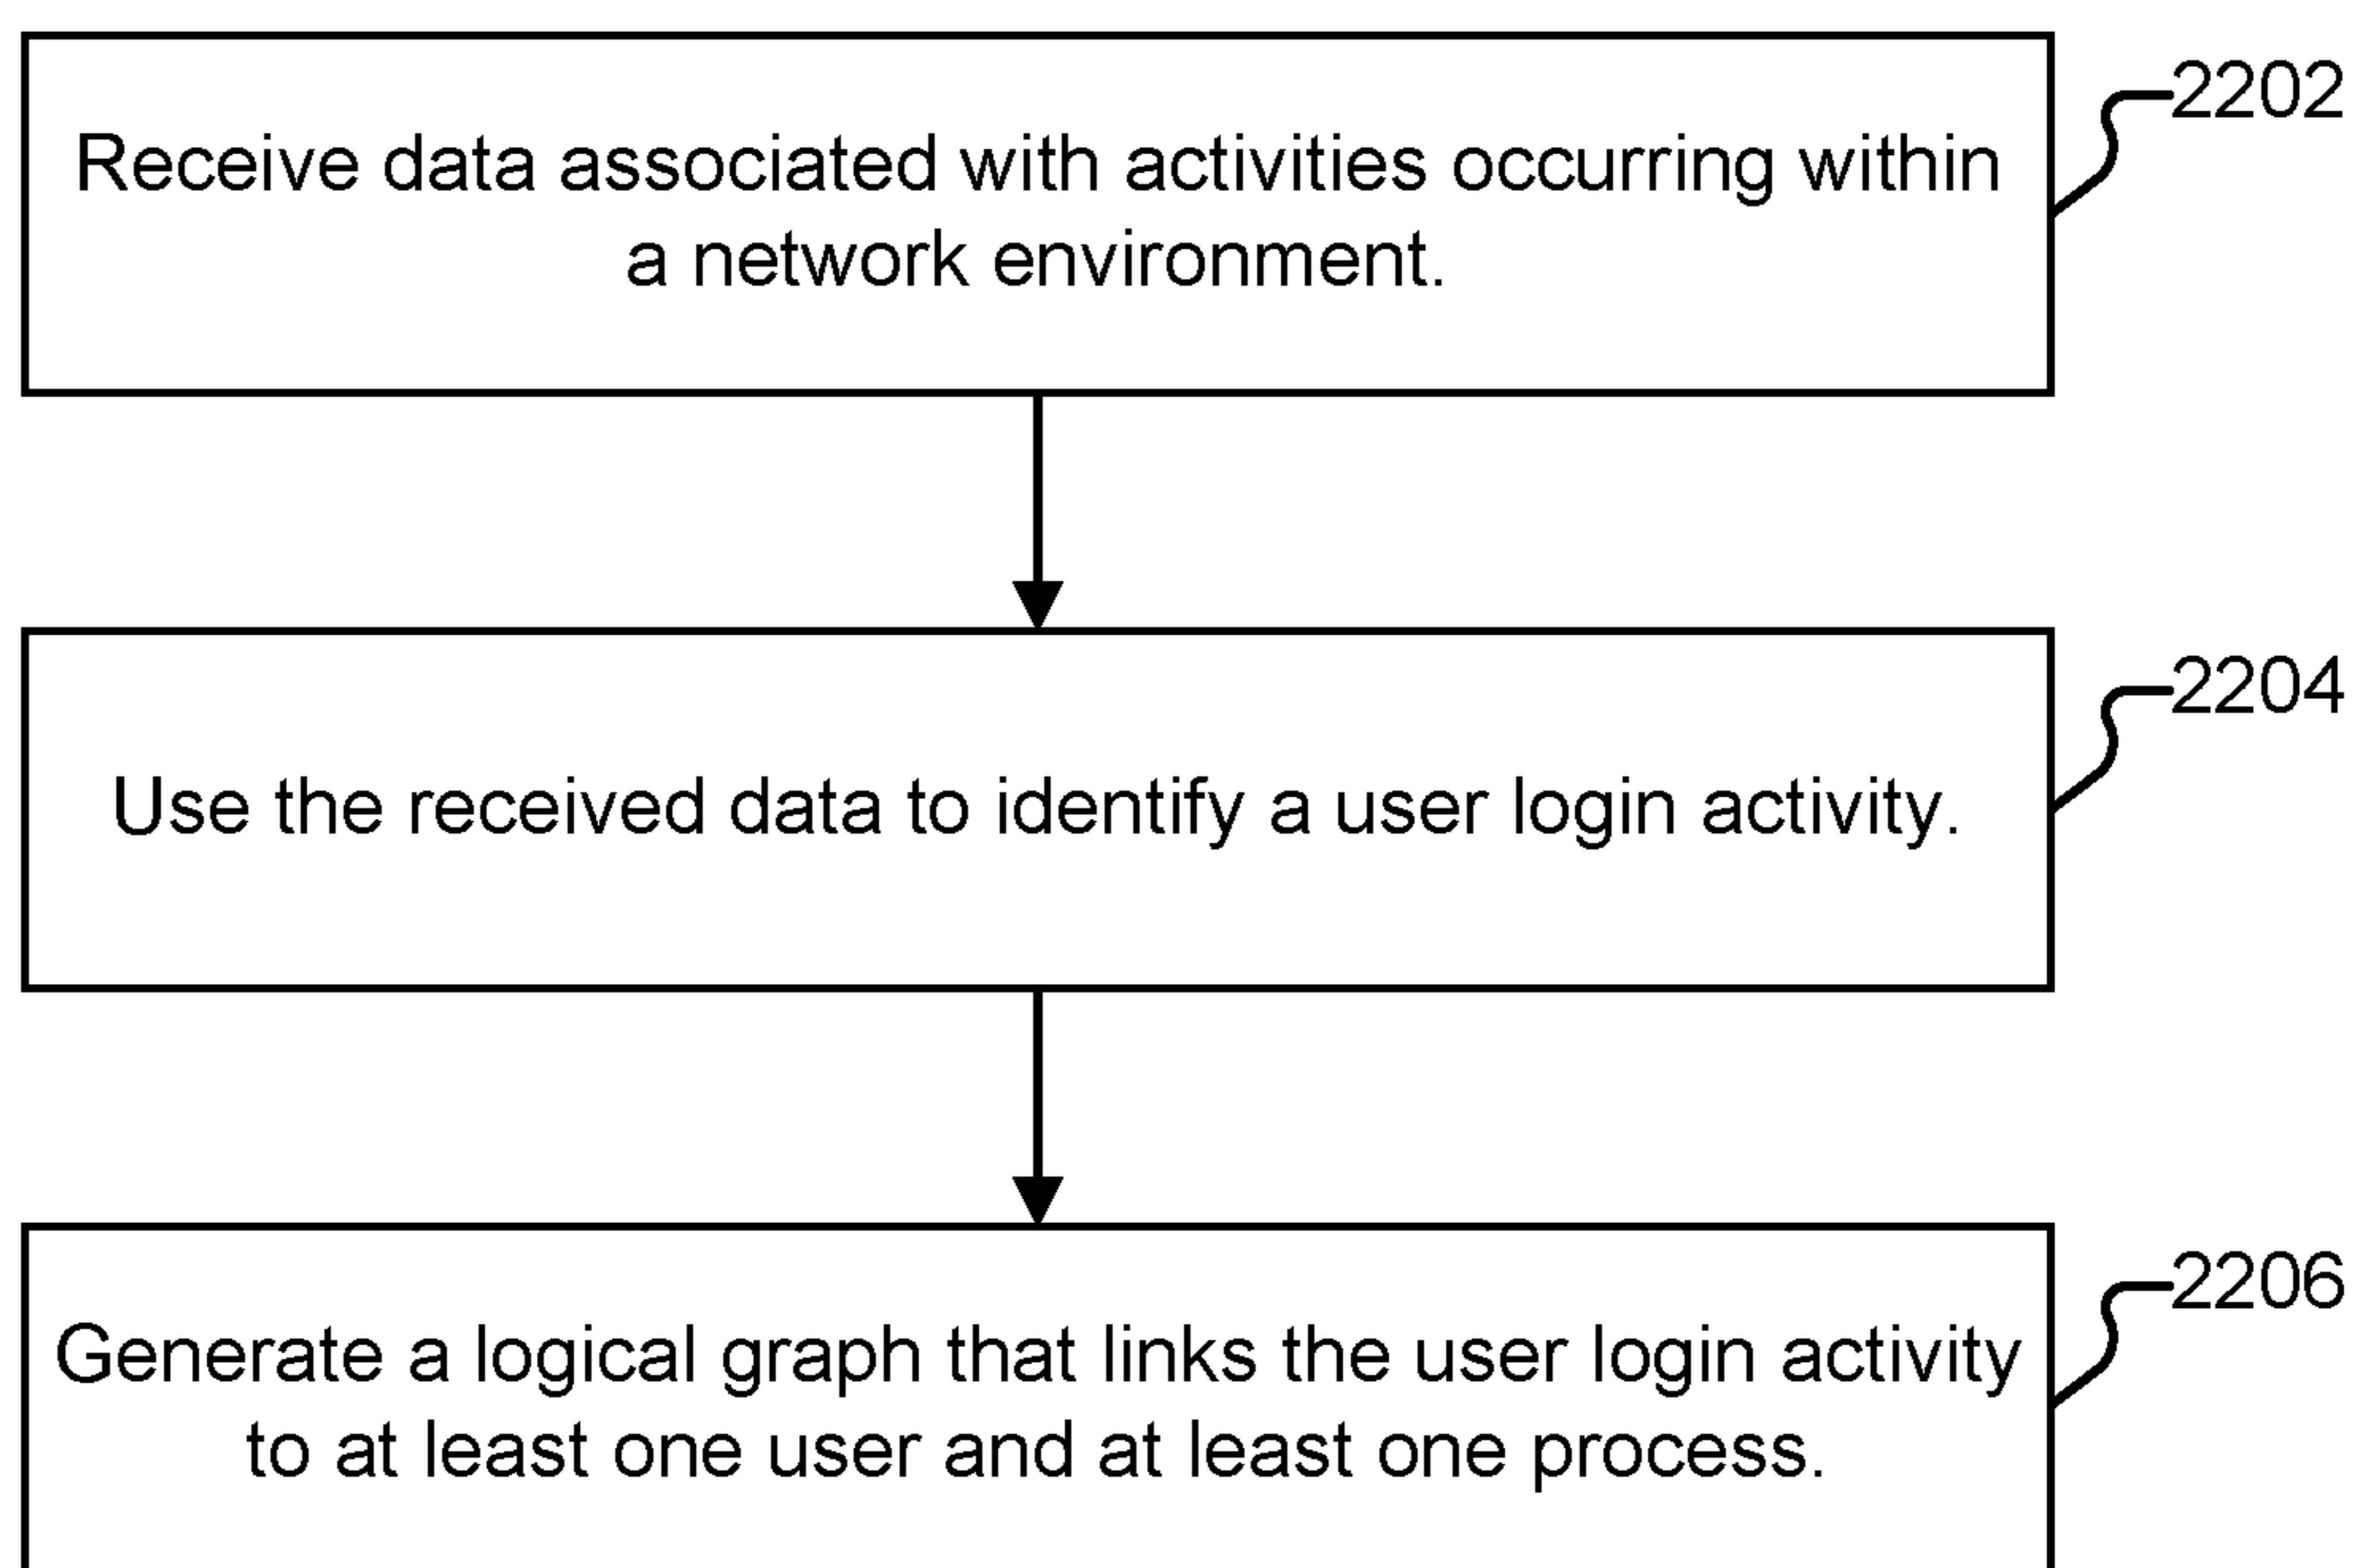 2202
Receive data associated with activities occurring within
a network environment.
2204
Use the received data to identify a user login activity.
2206
Generate a logical graph that links the user login activity
to at least one user and at least one process.